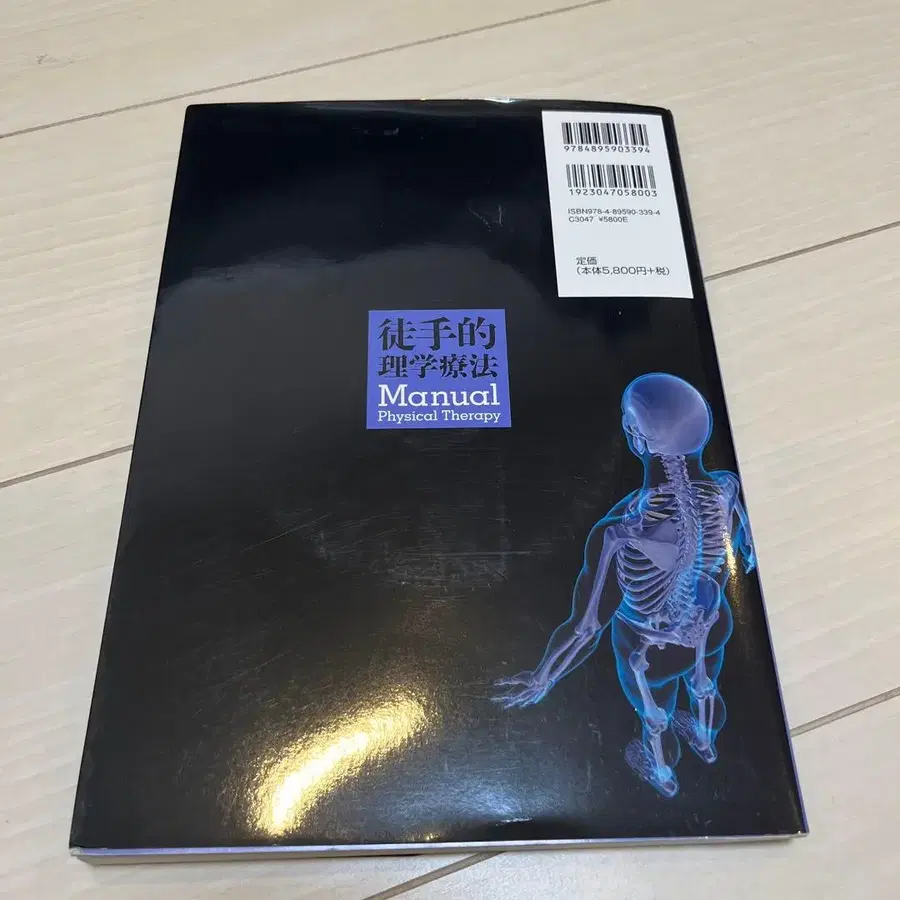 9784895903394
1923047058003
ISBN978-4-89590-339-4
C3047 ¥5800E
定価
(本体5,800円+税)
徒手的
理学療法
Manual
Physical Therapy